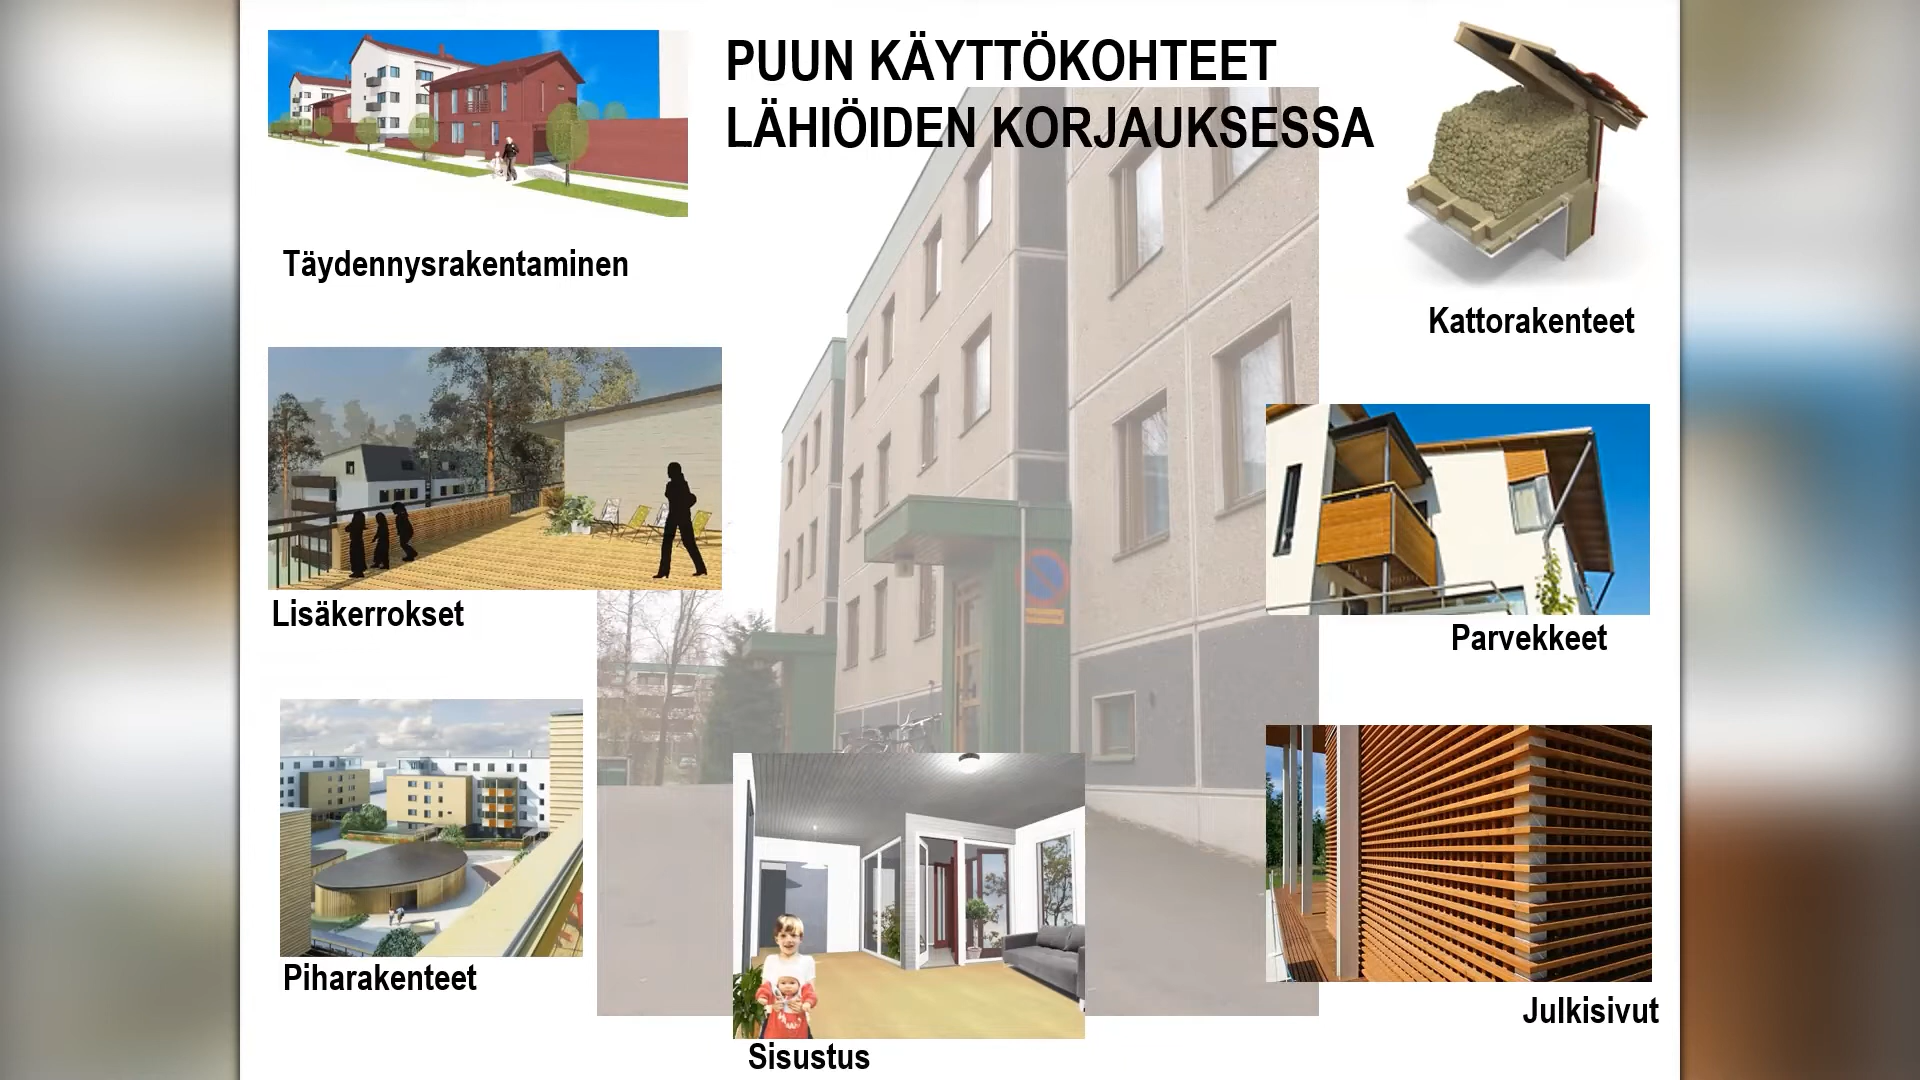 PUUN KÄYTTÖKOHTEET
LÄHIÖIDEN KORJAUKSESSA
Täydennysrakentaminen
Kattorakenteet
Lisäkerrokset
Parvekkeet
Piharakenteet
Julkisivut
Sisustus